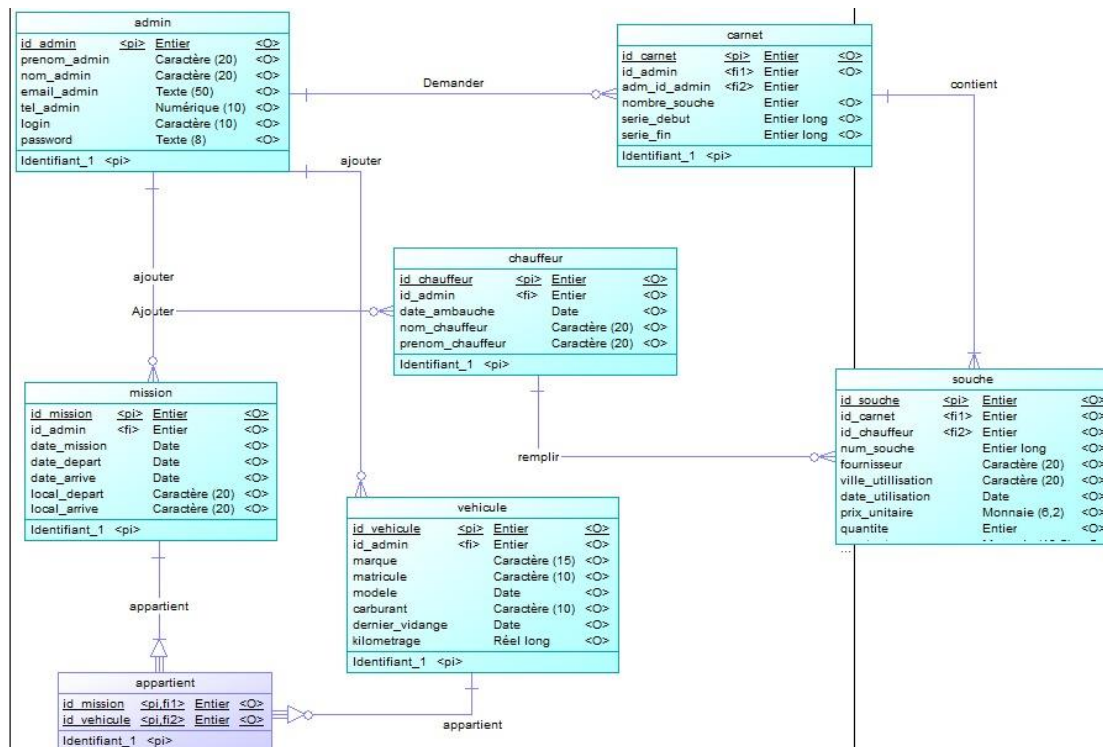 admin
id_admin <pi> Entier <O>
prenom_admin Caractère (20) <O>
nom_admin Caractère (20) <O>
email_admin Texte (50) <O>
tel_admin Numérique (10) <O>
login Caractère (10) <O>
password Texte (8) <O>
Identifiant_1 <pi>
Demander
carnet
id_carnet <pi> Entier <O>
id_admin <fi1> Entier <O>
adm_id_admin <fi2> Entier
nombre_souche Entier <O>
serie_debut Entier long <O>
serie_fin Entier long <O>
Identifiant_1 <pi>
contient
ajouter
ajouter
Ajouter
chauffeur
id_chauffeur <pi> Entier <O>
id_admin <fi> Entier <O>
date_ambauche Date <O>
nom_chauffeur Caractère (20) <O>
prenom_chauffeur Caractère (20) <O>
Identifiant_1 <pi>
mission
id_mission <pi> Entier <O>
id_admin <fi> Entier <O>
date_mission Date <O>
date_depart Date <O>
date_arrive Date <O>
local_depart Caractère (20) <O>
local_arrive Caractère (20) <O>
Identifiant_1 <pi>
remplir
souche
id_souche <pi> Entier <O>
id_carnet <fi1> Entier <O>
id_chauffeur <fi2> Entier <O>
num_souche Entier long <O>
fournisseur Caractère (20) <O>
ville_utillisation Caractère (20) <O>
date_utilisation Date <O>
prix_unitaire Monnaie (6,2) <O>
quantite Entier <O>
...
vehicule
id_vehicule <pi> Entier <O>
id_admin <fi> Entier <O>
marque Caractère (15) <O>
matricule Caractère (10) <O>
modele Date <O>
carburant Caractère (10) <O>
dernier_vidange Date <O>
kilometrage Réel long <O>
Identifiant_1 <pi>
appartient
appartient
id_mission <pi,fi1> Entier <O>
id_vehicule <pi,fi2> Entier <O>
Identifiant_1 <pi>
appartient